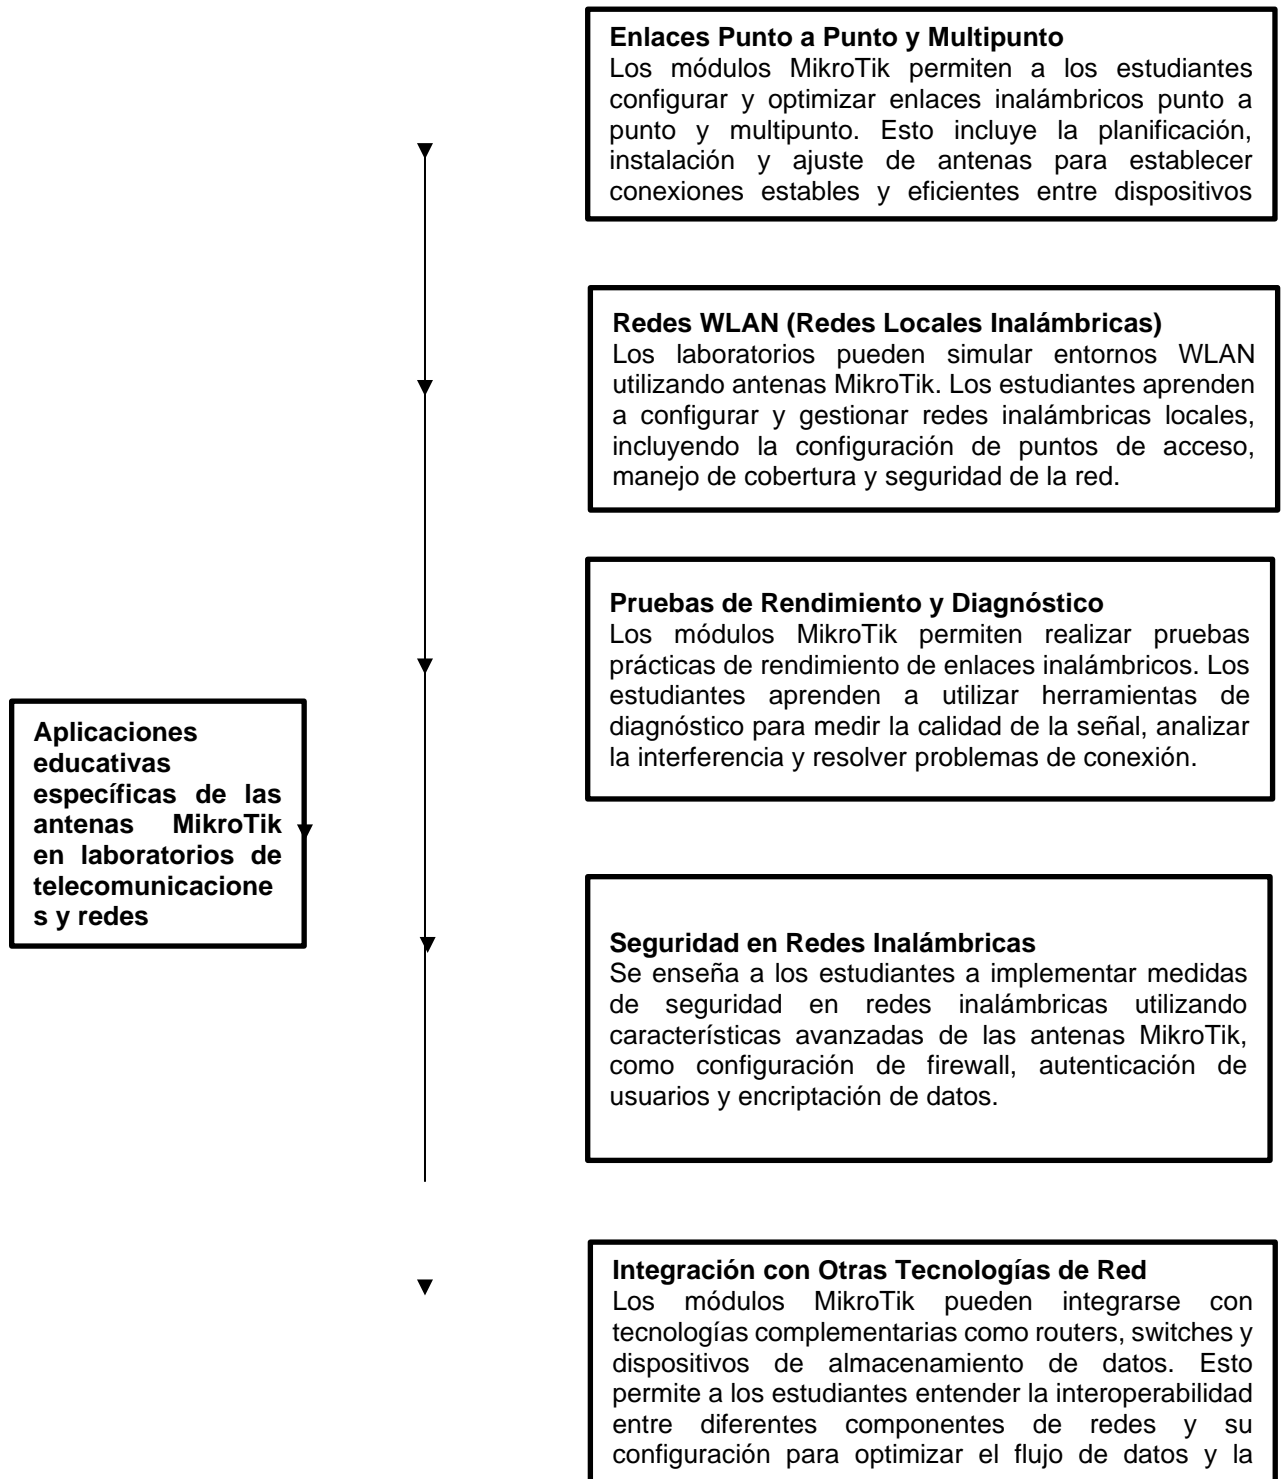 Enlaces Punto a Punto y Multipunto
Los módulos MikroTik permiten a los estudiantes
configurar y optimizar enlaces inalámbricos punto a
punto y multipunto. Esto incluye la planificación,
instalación y ajuste de antenas para establecer
conexiones estables y eficientes entre dispositivos
Redes WLAN (Redes Locales Inalámbricas)
Los laboratorios pueden simular entornos WLAN
utilizando antenas MikroTik. Los estudiantes aprenden
a configurar y gestionar redes inalámbricas locales,
incluyendo la configuración de puntos de acceso,
manejo de cobertura y seguridad de la red.
Pruebas de Rendimiento y Diagnóstico
Los módulos MikroTik permiten realizar pruebas
prácticas de rendimiento de enlaces inalámbricos. Los
estudiantes aprenden a utilizar herramientas de
diagnóstico para medir la calidad de la señal, analizar
la interferencia y resolver problemas de conexión.
Aplicaciones
educativas
específicas de las
antenas MikroTik
en laboratorios de
telecomunicacione
s y redes
Seguridad en Redes Inalámbricas
Se enseña a los estudiantes a implementar medidas
de seguridad en redes inalámbricas utilizando
características avanzadas de las antenas MikroTik,
como configuración de firewall, autenticación de
usuarios y encriptación de datos.
Integración con Otras Tecnologías de Red
Los módulos MikroTik pueden integrarse con
tecnologías complementarias como routers, switches y
dispositivos de almacenamiento de datos. Esto
permite a los estudiantes entender la interoperabilidad
entre diferentes componentes de redes y su
configuración para optimizar el flujo de datos y la